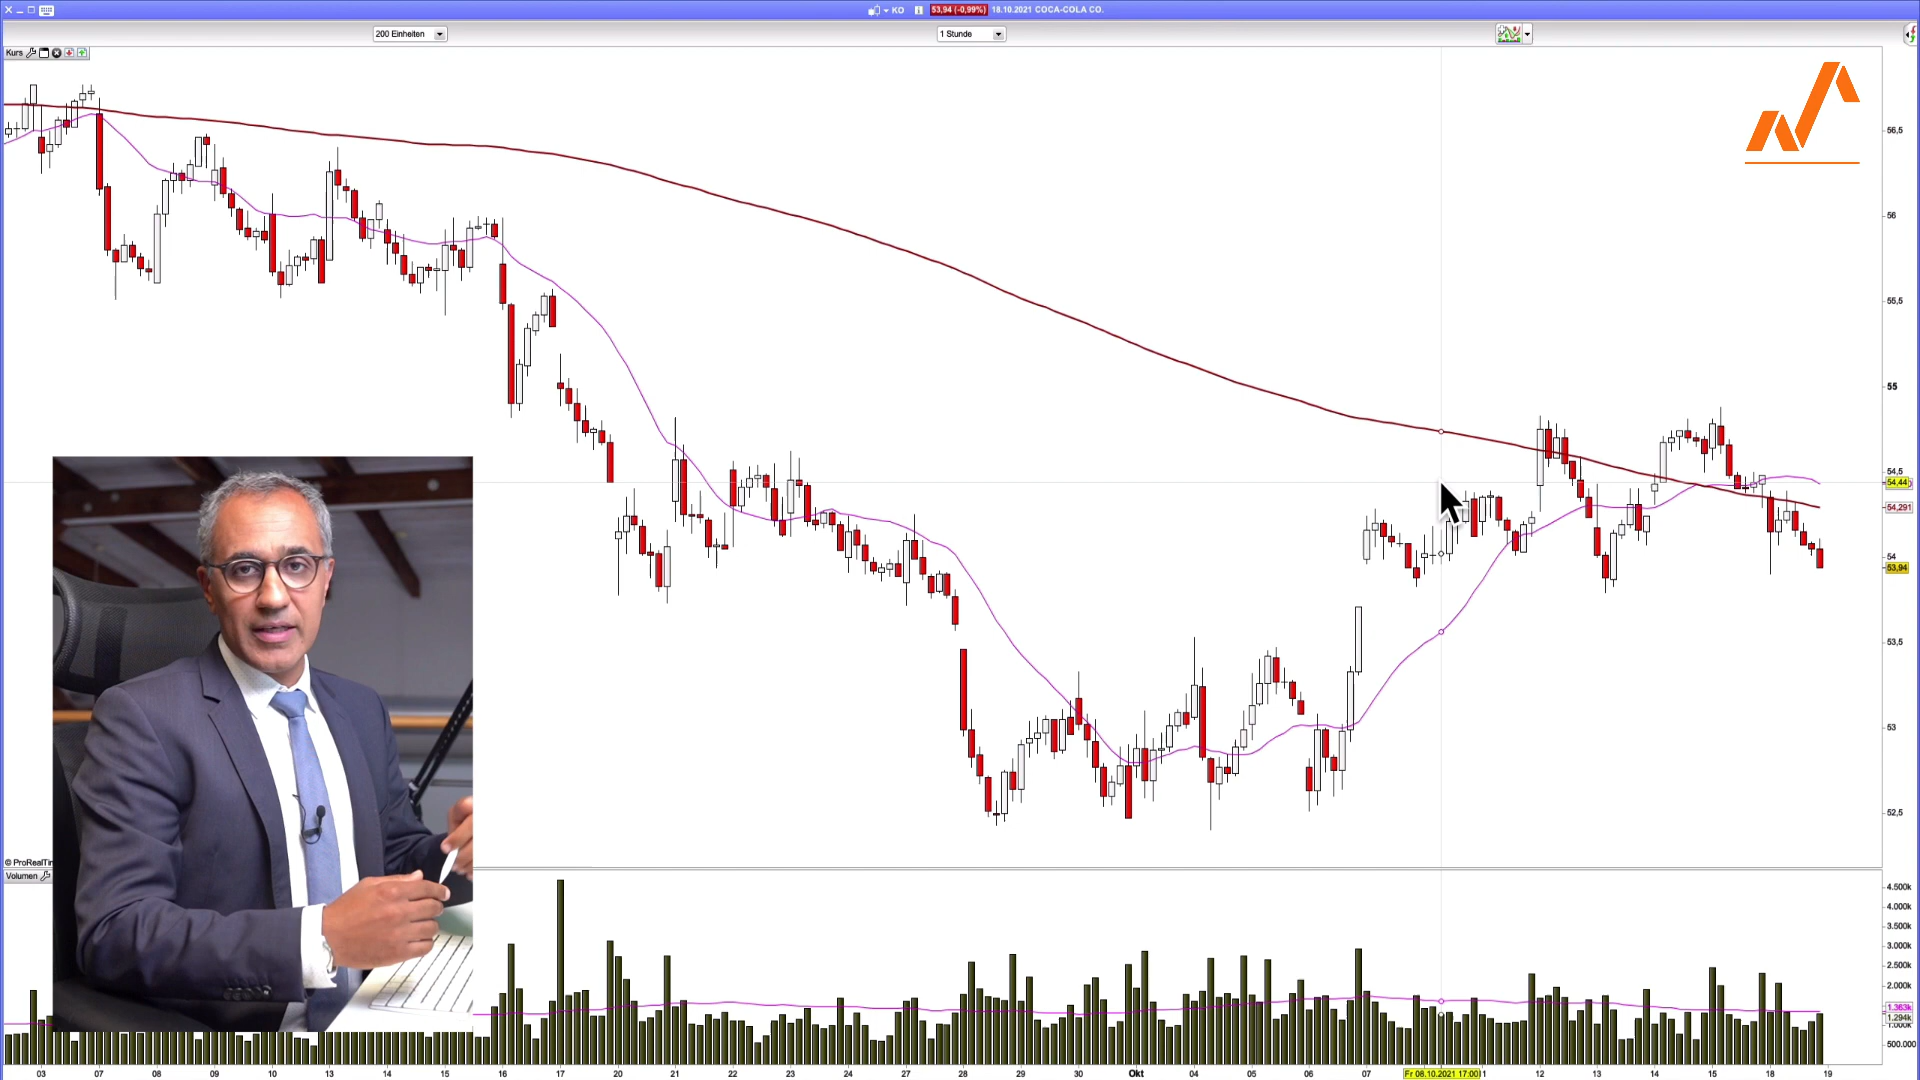 KO 53,94 (-0,99%) 18.10.2021 COCA-COLA CO.
200 Einheiten
1 Stunde
Kurs
56,5
56
55,5
55
54,5
54,44
54,291
54
53,94
53,5
53
52,5
© ProRealTi
Volumen
4.500k
4.000k
3.500k
3.000k
2.500k
2.000k
1.363k
1.294k
1.000k
500.000
03 07 08 09 10 13 14 15 16 17 20 21 22 23 24 27 28 29 30 Okt 04 05 06 07 Fr 08.10.2021 17:00 11 12 13 14 15 18 19